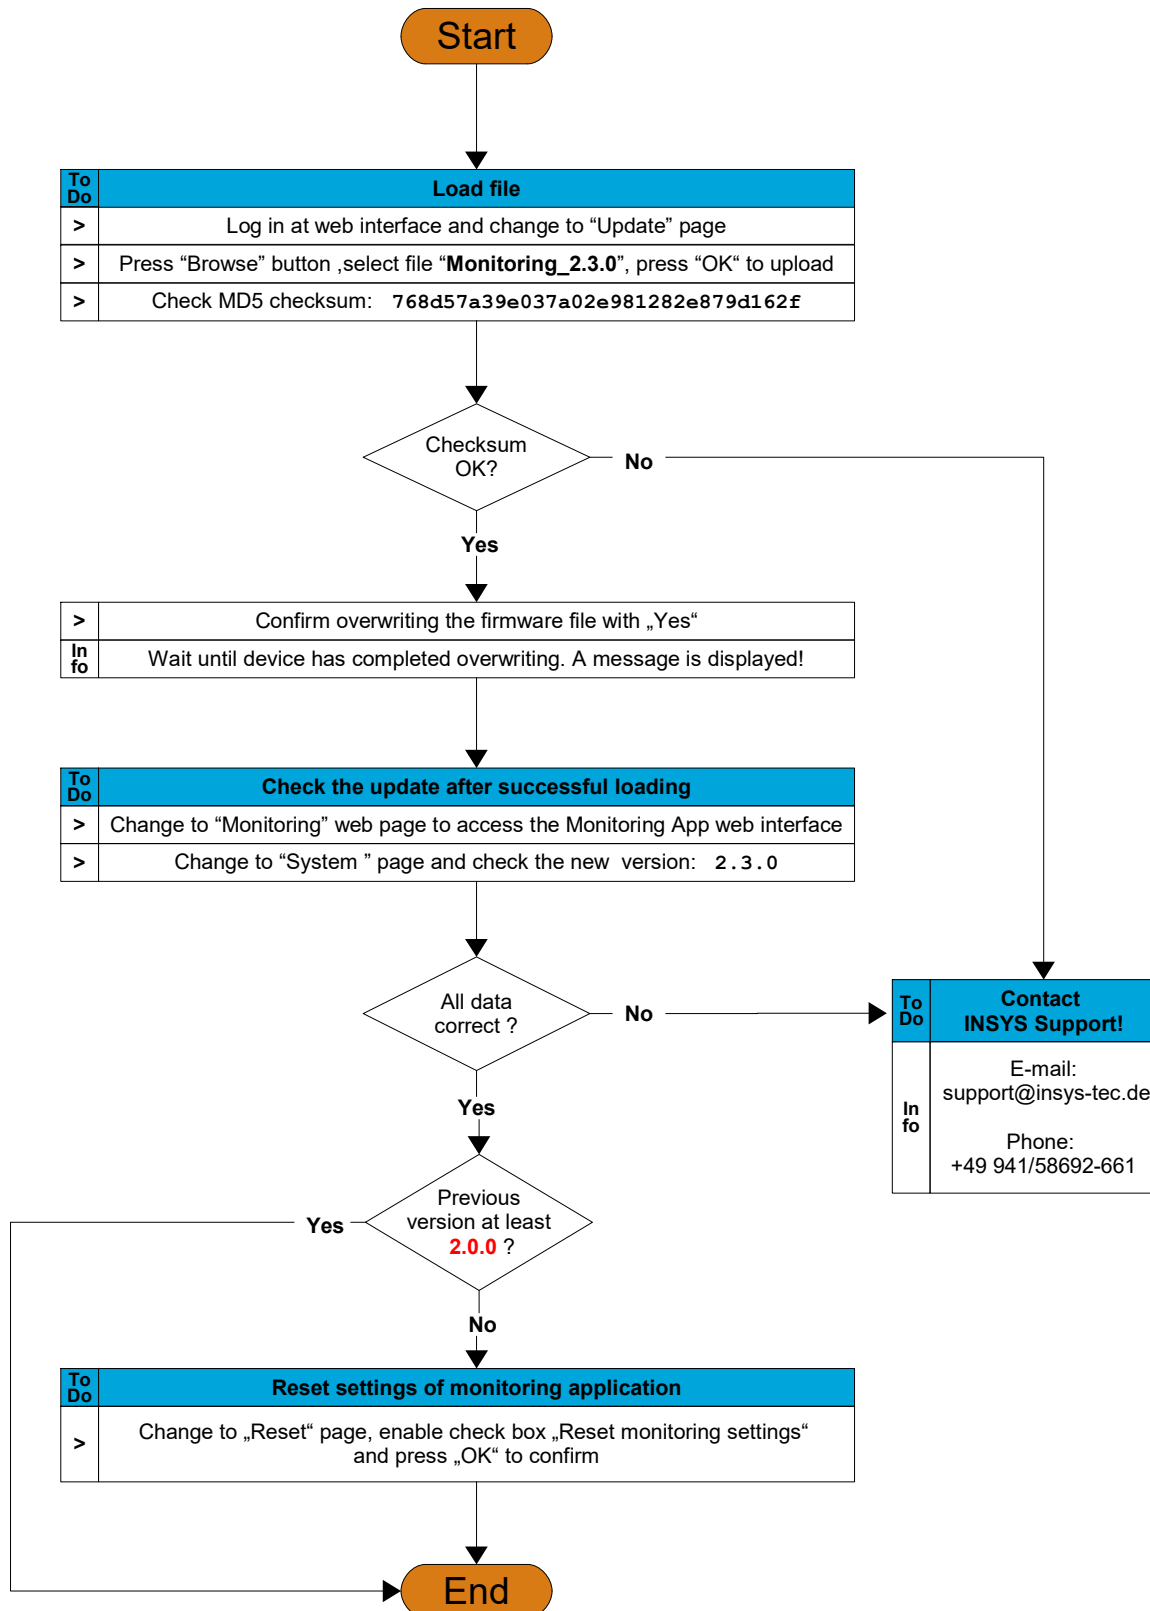 Start
To Do Load file
> Log in at web interface and change to “Update” page
> Press “Browse” button ,select file “Monitoring_2.3.0”, press “OK“ to upload
> Check MD5 checksum: 768d57a39e037a02e981282e879d162f
Checksum
OK?
No
Yes
> Confirm overwriting the firmware file with „Yes“
In fo Wait until device has completed overwriting. A message is displayed!
To Do Check the update after successful loading
> Change to “Monitoring” web page to access the Monitoring App web interface
> Change to “System ” page and check the new version: 2.3.0
All data
correct ?
No
To Do Contact
INSYS Support!
In fo E-mail:
support@insys-tec.de
Phone:
+49 941/58692-661
Yes
Previous
version at least
2.0.0 ?
Yes
No
To Do Reset settings of monitoring application
> Change to „Reset“ page, enable check box „Reset monitoring settings“
and press „OK“ to confirm
End